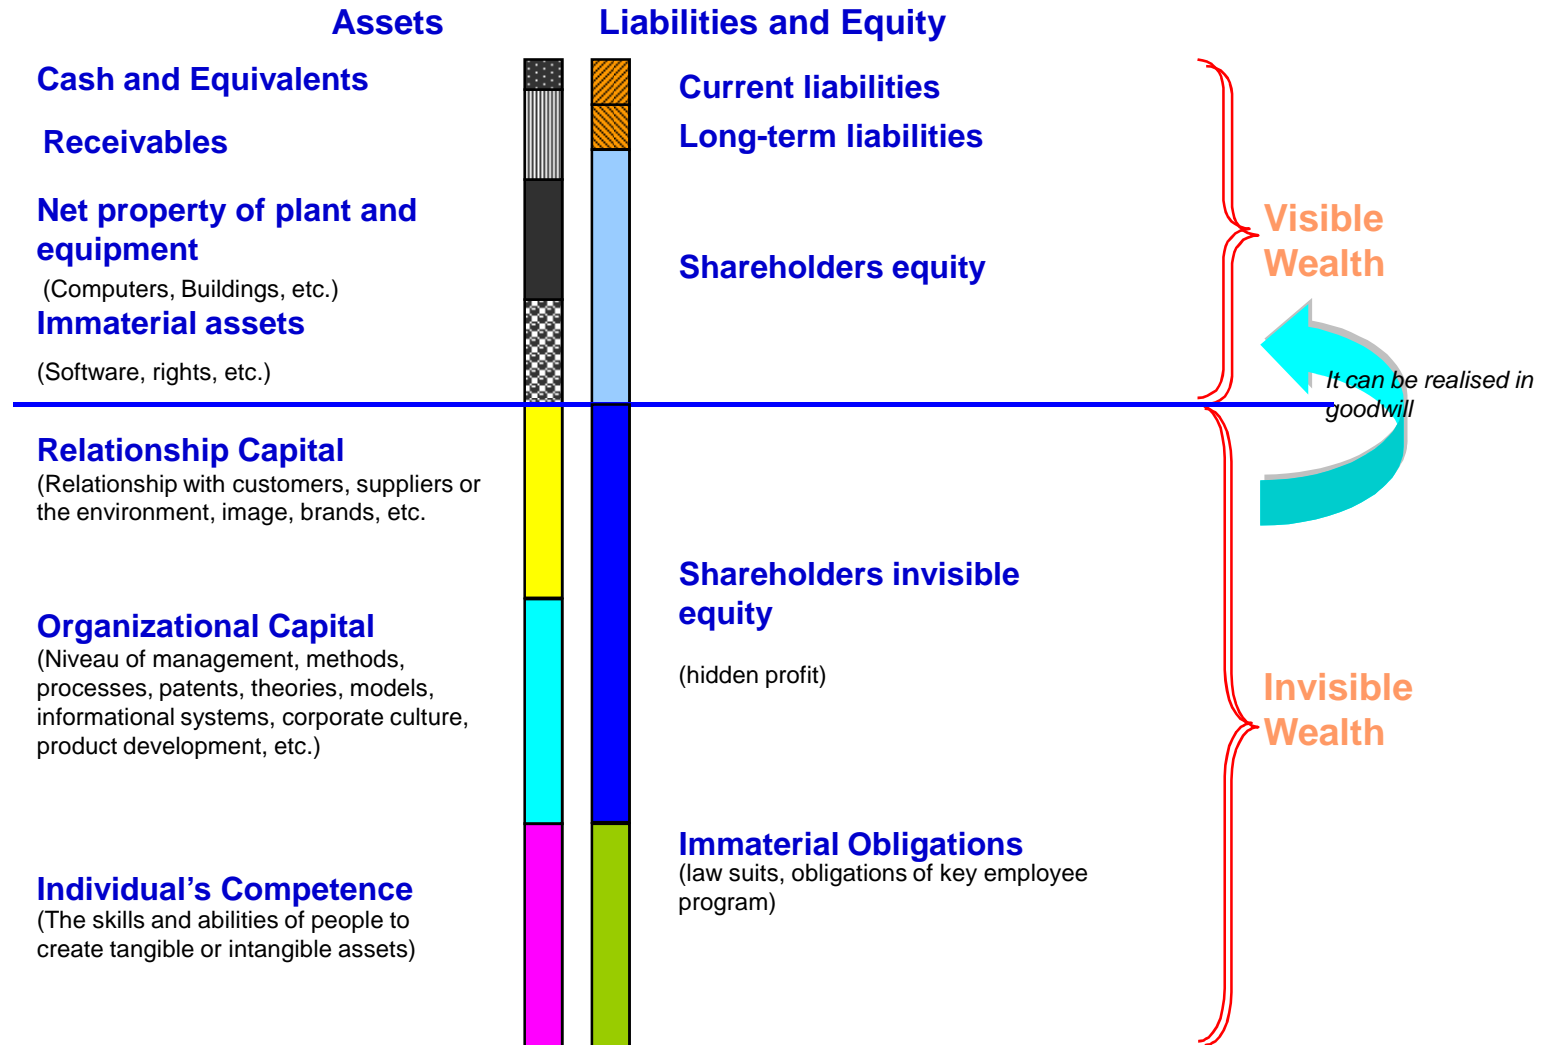 Assets
Liabilities and Equity
Cash and Equivalents
Receivables
Net property of plant and
equipment
(Computers, Buildings, etc.)
Immaterial assets
(Software, rights, etc.)
Current liabilities
Long-term liabilities
Shareholders equity
Visible
Wealth
It can be realised in
goodwill
Relationship Capital
(Relationship with customers, suppliers or
the environment, image, brands, etc.
Organizational Capital
(Niveau of management, methods,
processes, patents, theories, models,
informational systems, corporate culture,
product development, etc.)
Individual’s Competence
(The skills and abilities of people to
create tangible or intangible assets)
Shareholders invisible
equity
(hidden profit)
Immaterial Obligations
(law suits, obligations of key employee
program)
Invisible
Wealth